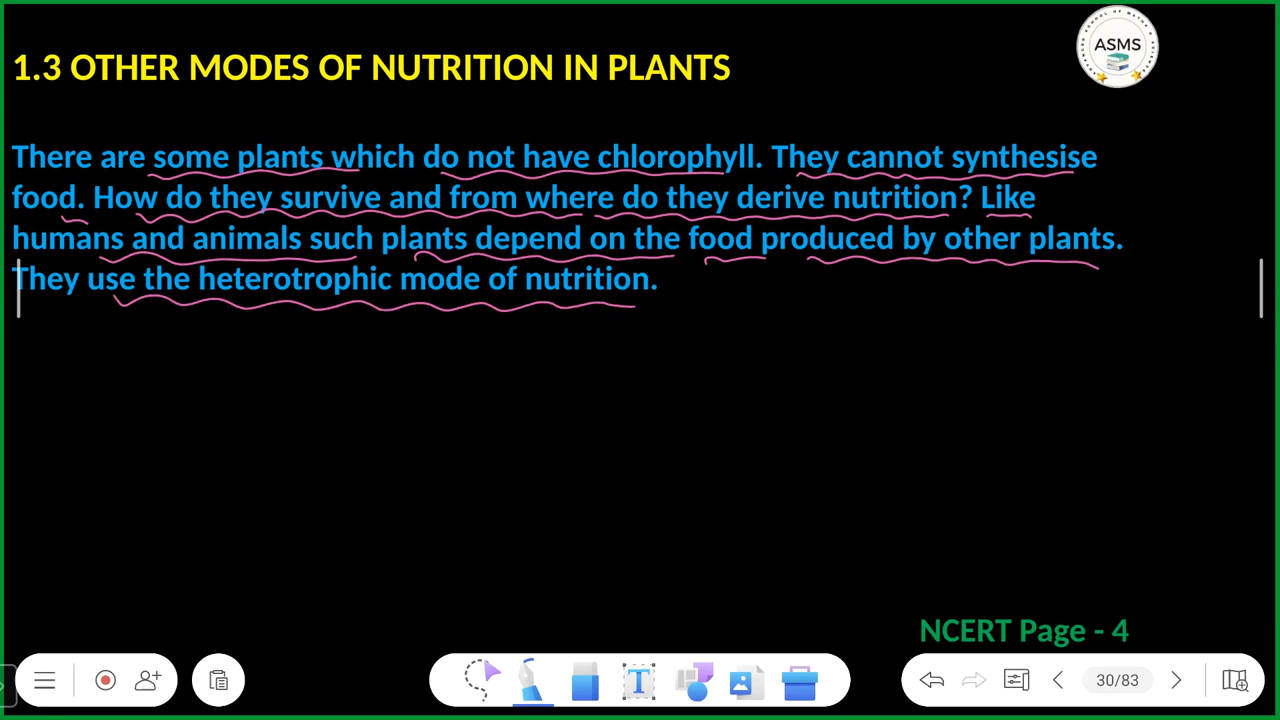 ASMS
1.3 OTHER MODES OF NUTRITION IN PLANTS
There are some plants which do not have chlorophyll. They cannot synthesise
food. How do they survive and from where do they derive nutrition? Like
humans and animals such plants depend on the food produced by other plants.
They use the heterotrophic mode of nutrition.
NCERT Page - 4
T
30/83